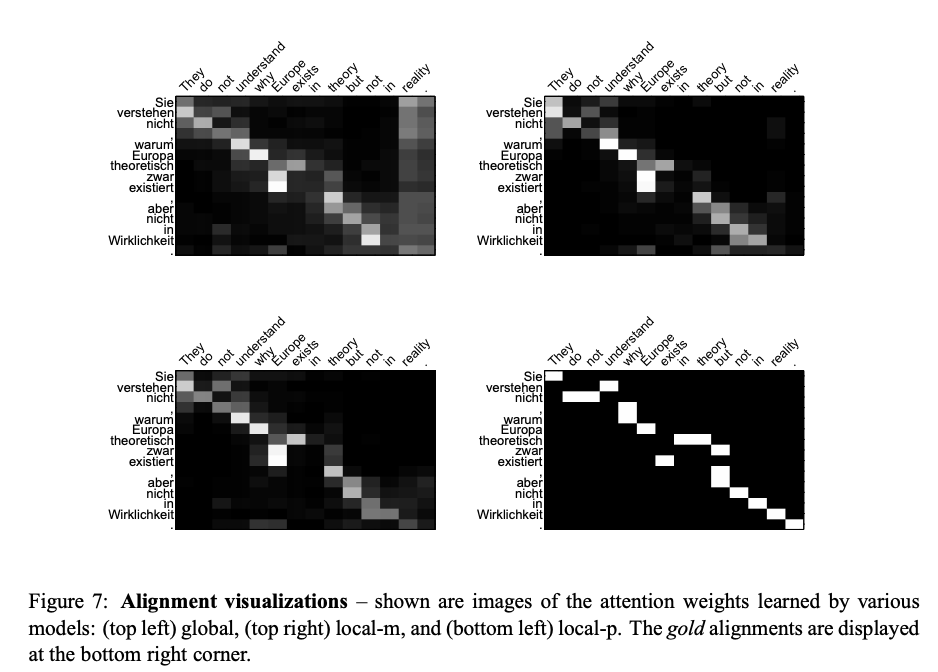 They do not understand why Europe exists in theory but not in reality .
Sie
verstehen
nicht
,
warum
Europa
theoretisch
zwar
existiert
,
aber
nicht
in
Wirklichkeit
.
They do not understand why Europe exists in theory but not in reality .
Sie
verstehen
nicht
,
warum
Europa
theoretisch
zwar
existiert
,
aber
nicht
in
Wirklichkeit
.
They do not understand why Europe exists in theory but not in reality .
Sie
verstehen
nicht
,
warum
Europa
theoretisch
zwar
existiert
,
aber
nicht
in
Wirklichkeit
.
They do not understand why Europe exists in theory but not in reality .
Sie
verstehen
nicht
,
warum
Europa
theoretisch
zwar
existiert
,
aber
nicht
in
Wirklichkeit
.
Figure 7: Alignment visualizations – shown are images of the attention weights learned by various
models: (top left) global, (top right) local-m, and (bottom left) local-p. The gold alignments are displayed
at the bottom right corner.